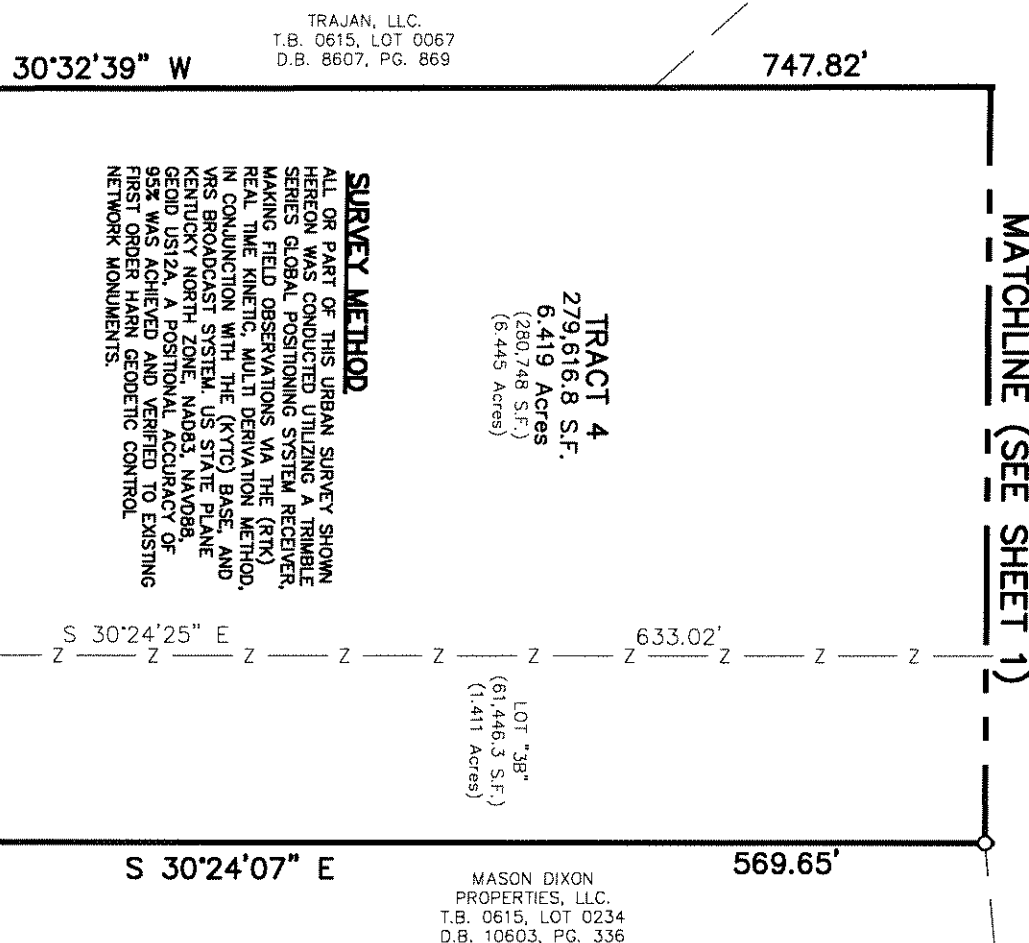 TRAJAN, LLC.
T.B. 0615, LOT 0067
D.B. 8607, PG. 869
30°32'39" W
747.82'
MATCHLINE (SEE SHEET 1)
TRACT 4
279,616.8 S.F.
6.419 Acres
(280,748 S.F.)
(6.445 Acres)
SURVEY METHOD
ALL OR PART OF THIS URBAN SURVEY SHOWN
HEREON WAS CONDUCTED UTILIZING A TRIMBLE
SERIES GLOBAL POSITIONING SYSTEM RECEIVER,
MAKING FIELD OBSERVATIONS VIA THE (RTK)
REAL TIME KINETIC, MULTI DERIVATION METHOD,
IN CONJUNCTION WITH THE (KYTC) BASE, AND
VRS BROADCAST SYSTEM. US STATE PLANE
KENTUCKY NORTH ZONE, NAD83, NAVD88,
GEOID US12A, A POSITIONAL ACCURACY OF
95% WAS ACHIEVED AND VERIFIED TO EXISTING
FIRST ORDER HARN GEODETIC CONTROL
NETWORK MONUMENTS.
S 30°24'25" E
633.02'
Z Z Z Z Z Z Z Z Z Z
LOT "3B"
(61,446.3 S.F.)
(1.411 Acres)
S 30°24'07" E
569.65'
MASON DIXON
PROPERTIES, LLC.
T.B. 0615, LOT 0234
D.B. 10603, PG. 336